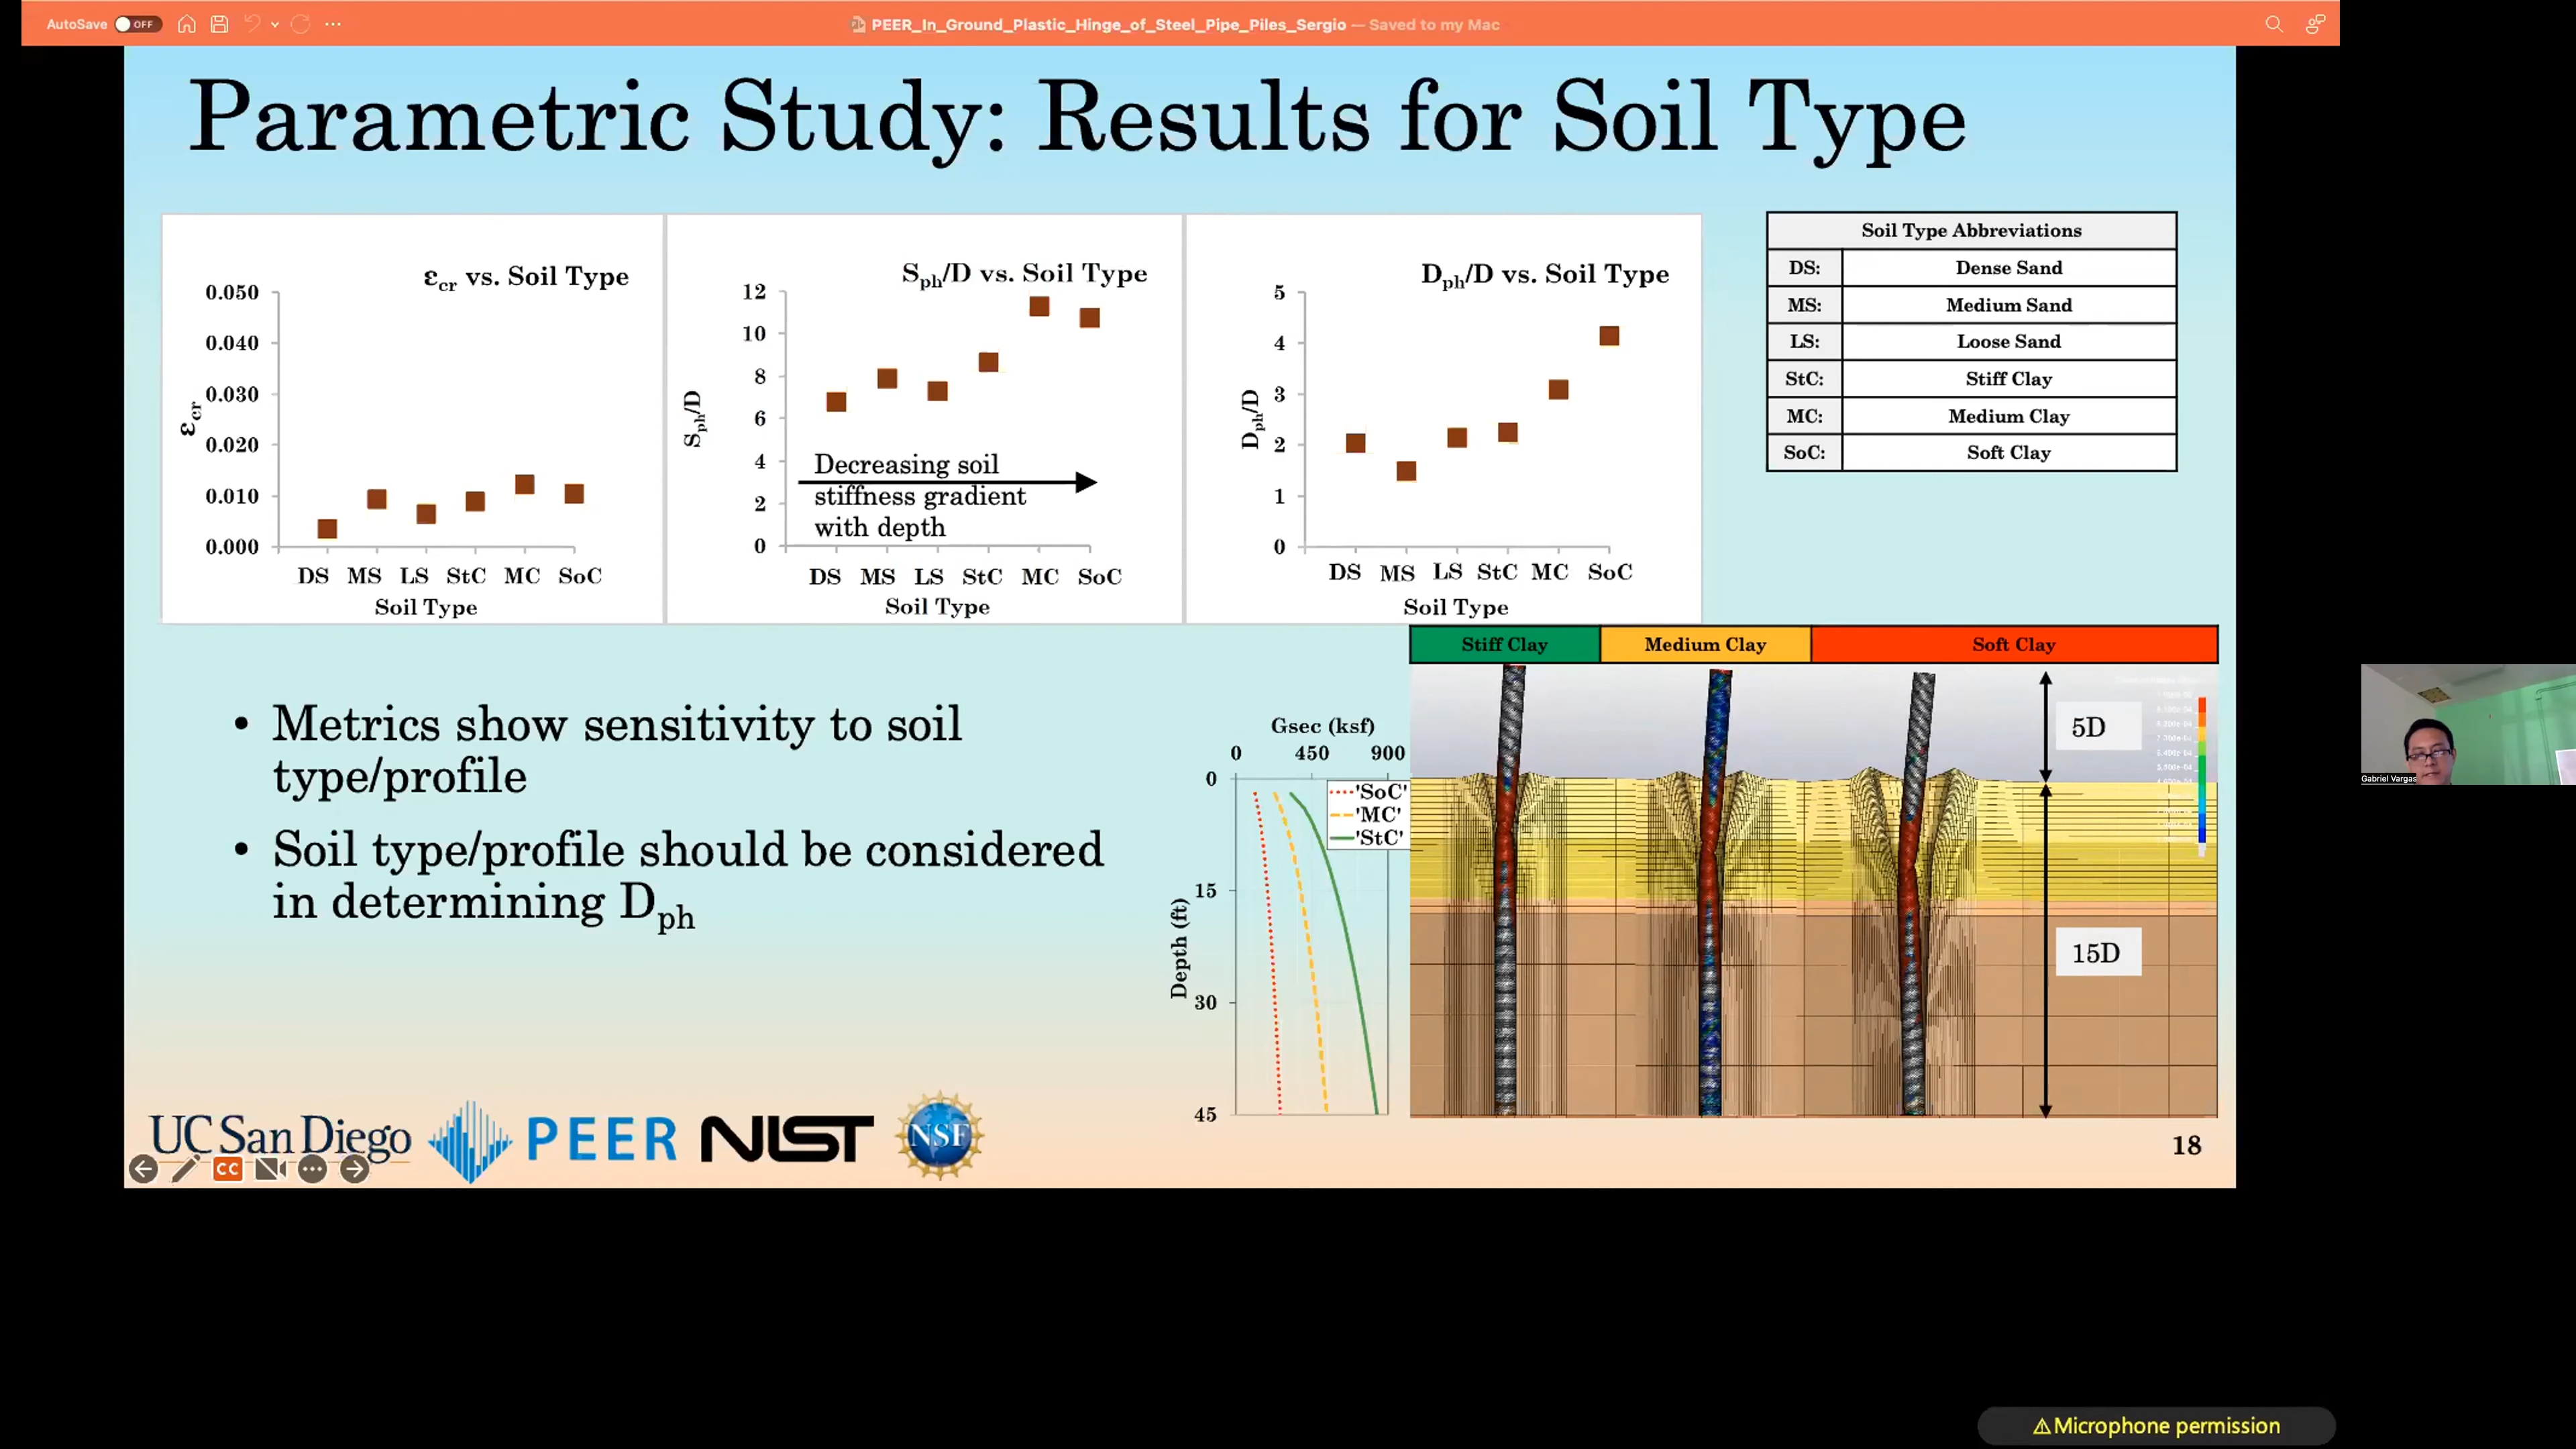 AutoSave OFF
PEER_In_Ground_Plastic_Hinge_of_Steel_Pipe_Piles_Sergio — Saved to my Mac
Parametric Study: Results for Soil Type
εcr vs. Soil Type
0.050
0.040
0.030
0.020
0.010
0.000
εcr
DS MS LS StC MC SoC
Soil Type
Sph/D vs. Soil Type
12
10
8
6
4
2
0
Sph/D
Decreasing soil
stiffness gradient
with depth
DS MS LS StC MC SoC
Soil Type
Dph/D vs. Soil Type
5
4
3
2
1
0
Dph/D
DS MS LS StC MC SoC
Soil Type
Soil Type Abbreviations
DS: Dense Sand
MS: Medium Sand
LS: Loose Sand
StC: Stiff Clay
MC: Medium Clay
SoC: Soft Clay
• Metrics show sensitivity to soil
type/profile
• Soil type/profile should be considered
in determining Dph
Gsec (ksf)
0 450 900
0
15
30
45
Depth (ft)
'SoC'
'MC'
'StC'
Stiff Clay Medium Clay Soft Clay
5D
15D
UC San Diego PEER NIST NSF
CC
18
Gabriel Vargas
⚠Microphone permission